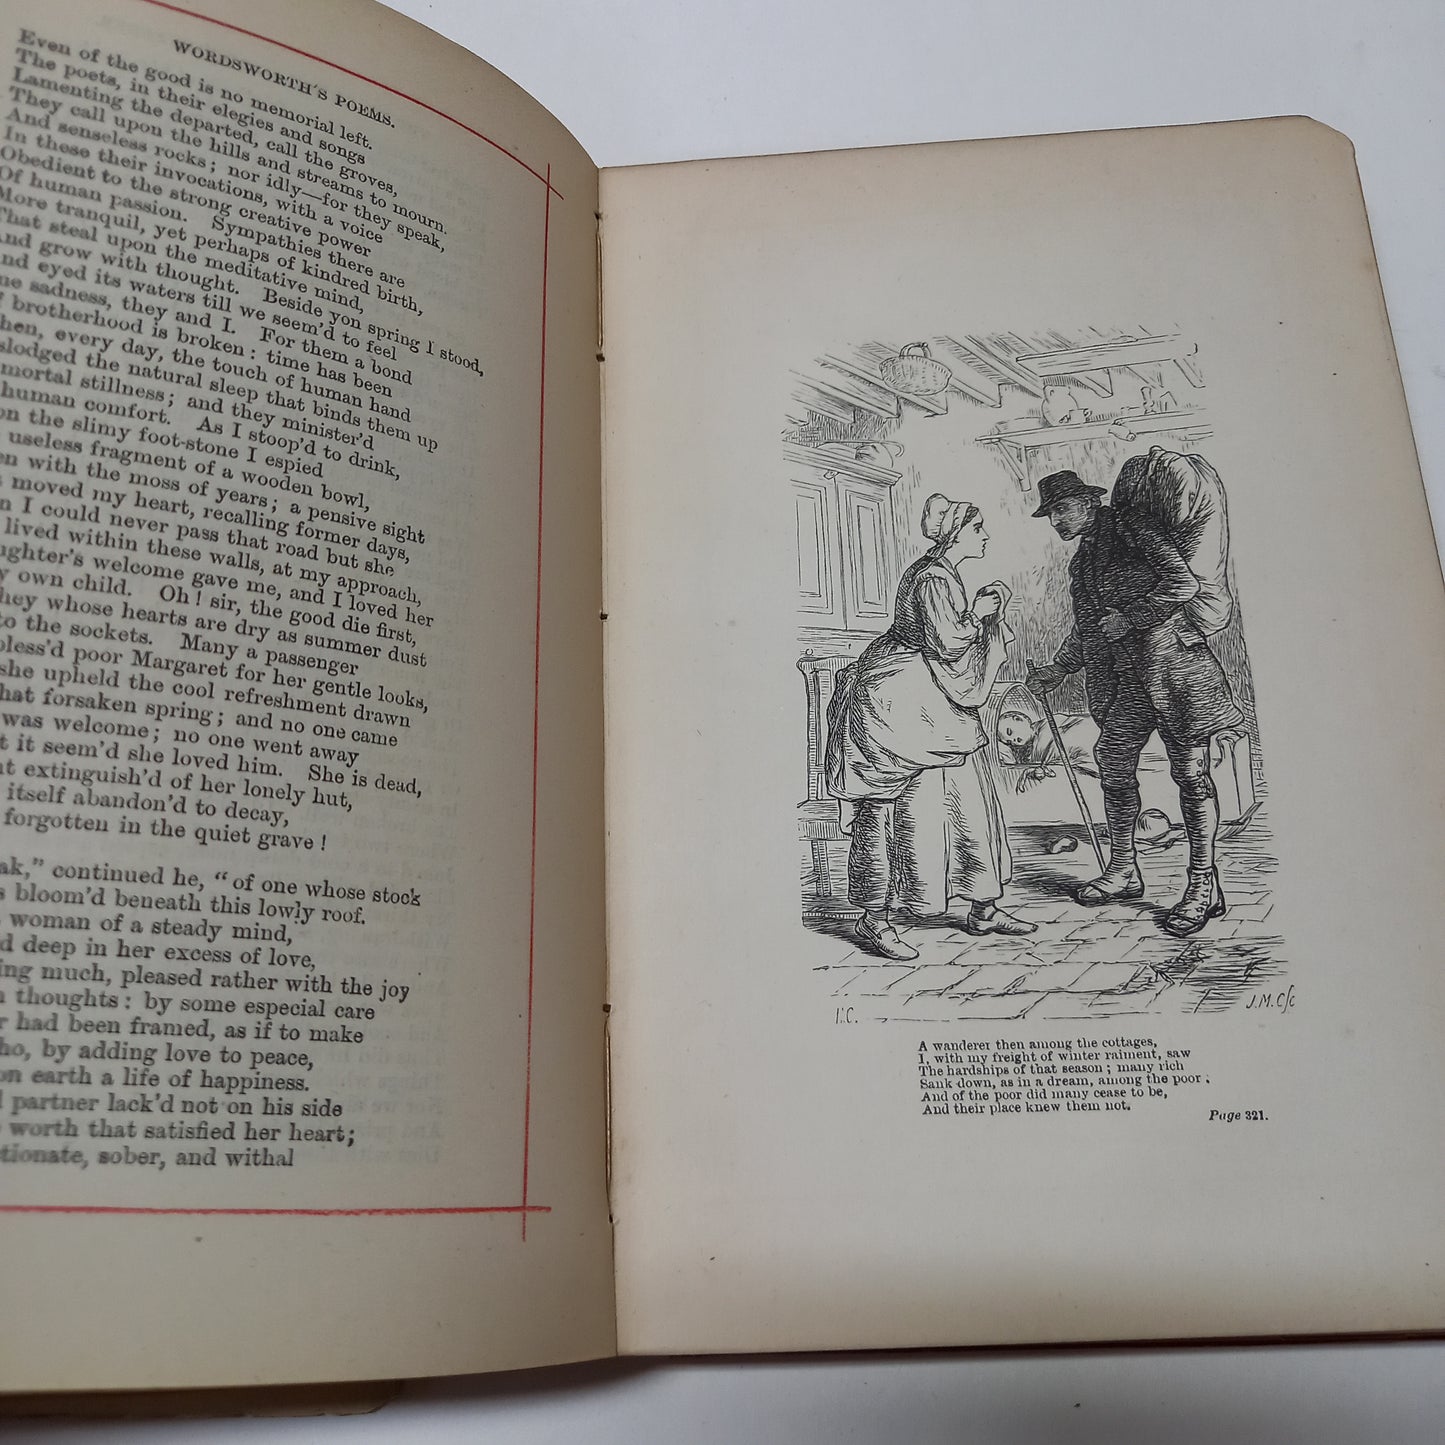 WORDSWORTH'S POEMS.
Even of the good is no memorial left.
The poets, in their elegies and songs
Lamenting the departed, call the groves,
They call upon the hills and streams to mourn.
And senseless rocks; nor idly—for they speak,
In these their invocations, with a voice
Obedient to the strong creative power
Of human passion. Sympathies there are
More tranquil, yet perhaps of kindred birth,
That steal upon the meditative mind,
And grow with thought. Beside yon spring I stood,
and eyed its waters till we seem'd to feel
sadness, they and I. For them a bond
brotherhood is broken: time has been
hen, every day, the touch of human hand
slodged the natural sleep that binds them up
mortal stillness; and they minister'd
human comfort. As I stoop'd to drink,
on the slimy foot-stone I espied
useless fragment of a wooden bowl,
en with the moss of years; a pensive sight
moved my heart, recalling former days,
n I could never pass that road but she
lived within these walls, at my approach,
ughter's welcome gave me, and I loved her
y own child. Oh! sir, the good die first,
hey whose hearts are dry as summer dust
to the sockets. Many a passenger
bless'd poor Margaret for her gentle looks,
she upheld the cool refreshment drawn
hat forsaken spring; and no one came
was welcome; no one went away
t it seem'd she loved him. She is dead,
ht extinguish'd of her lonely hut,
itself abandon'd to decay,
forgotten in the quiet grave!
ak," continued he, "of one whose stock
s bloom'd beneath this lowly roof.
woman of a steady mind,
d deep in her excess of love,
ing much, pleased rather with the joy
n thoughts: by some especial care
r had been framed, as if to make
ho, by adding love to peace,
on earth a life of happiness.
d partner lack'd not on his side
worth that satisfied her heart;
tionate, sober, and withal
F.C.
J.M.C/c
A wanderer then among the cottages,
I, with my freight of winter raiment, saw
The hardships of that season; many rich
Sank down, as in a dream, among the poor;
And of the poor did many cease to be,
And their place knew them not.
Page 321.